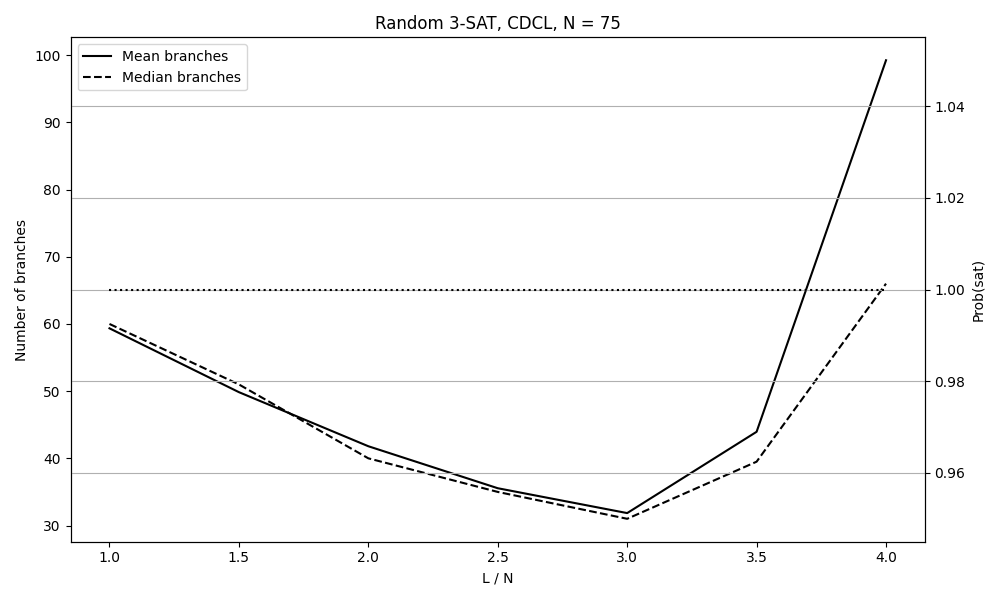 Random 3-SAT, CDCL, N = 75
Mean branches
Median branches
100
90
80
70
60
50
40
30
Number of branches
1.04
1.02
1.00
0.98
0.96
Prob(sat)
1.0 1.5 2.0 2.5 3.0 3.5 4.0
L / N